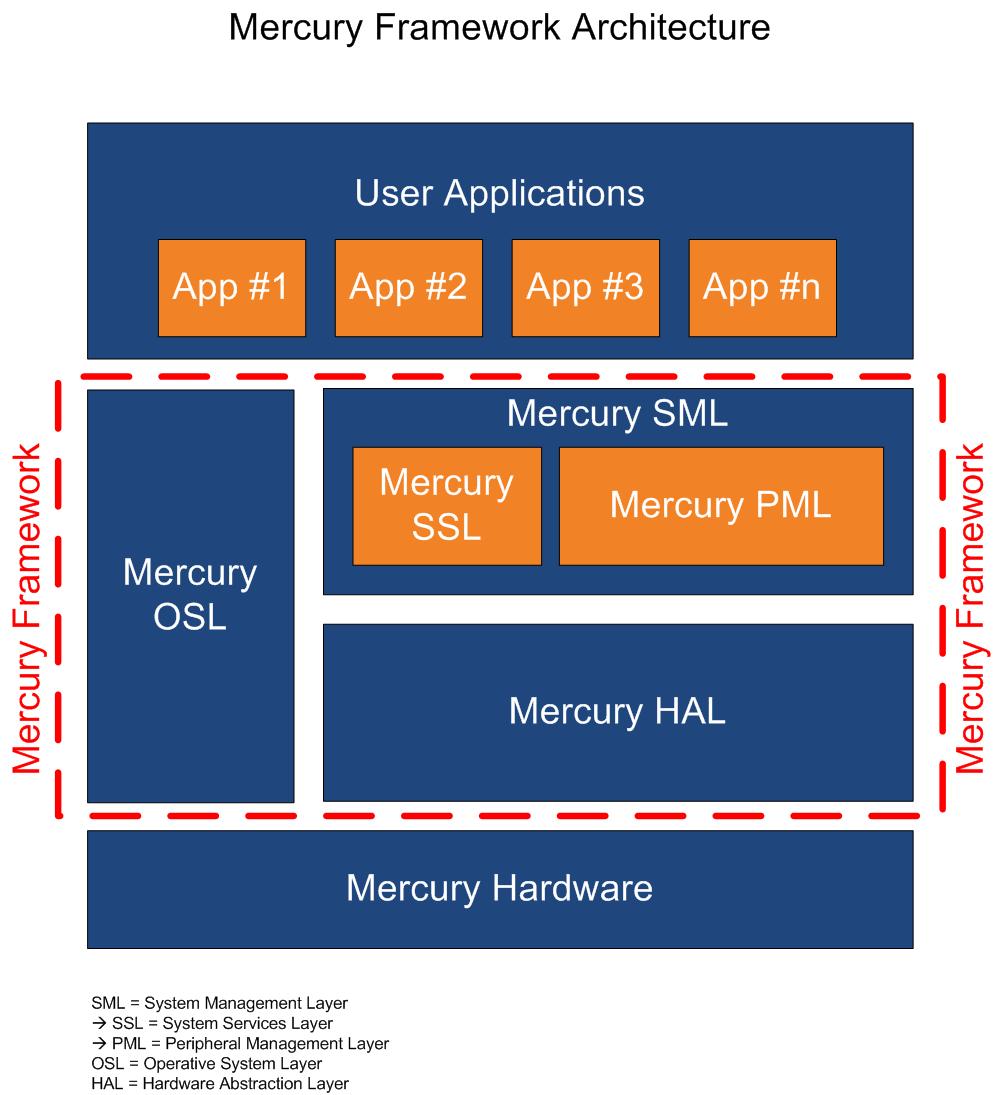 Mercury Framework Architecture
User Applications
App #1
App #2
App #3
App #n
Mercury Framework
Mercury
OSL
Mercury SML
Mercury
SSL
Mercury PML
Mercury HAL
Mercury Framework
Mercury Hardware
SML = System Management Layer
→ SSL = System Services Layer
→ PML = Peripheral Management Layer
OSL = Operative System Layer
HAL = Hardware Abstraction Layer